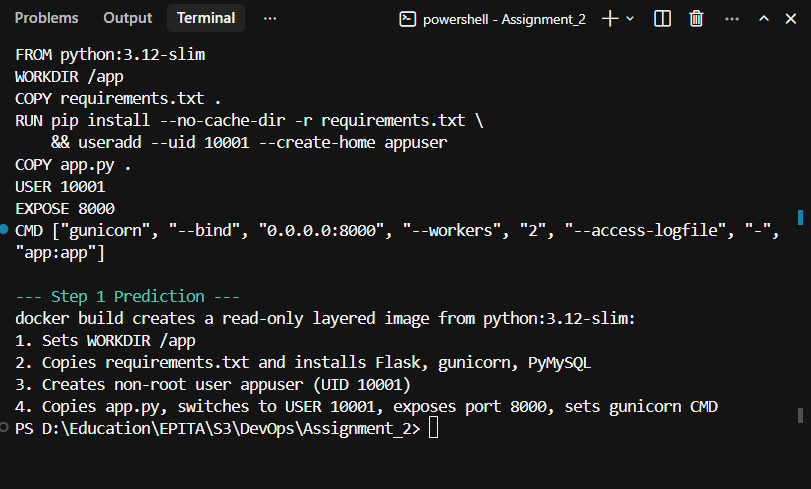 Problems Output Terminal ··· powershell - Assignment_2 ···
FROM python:3.12-slim
WORKDIR /app
COPY requirements.txt .
RUN pip install --no-cache-dir -r requirements.txt \
    && useradd --uid 10001 --create-home appuser
COPY app.py .
USER 10001
EXPOSE 8000
CMD ["gunicorn", "--bind", "0.0.0.0:8000", "--workers", "2", "--access-logfile", "-",
"app:app"]
--- Step 1 Prediction ---
docker build creates a read-only layered image from python:3.12-slim:
1. Sets WORKDIR /app
2. Copies requirements.txt and installs Flask, gunicorn, PyMySQL
3. Creates non-root user appuser (UID 10001)
4. Copies app.py, switches to USER 10001, exposes port 8000, sets gunicorn CMD
PS D:\Education\EPITA\S3\DevOps\Assignment_2>